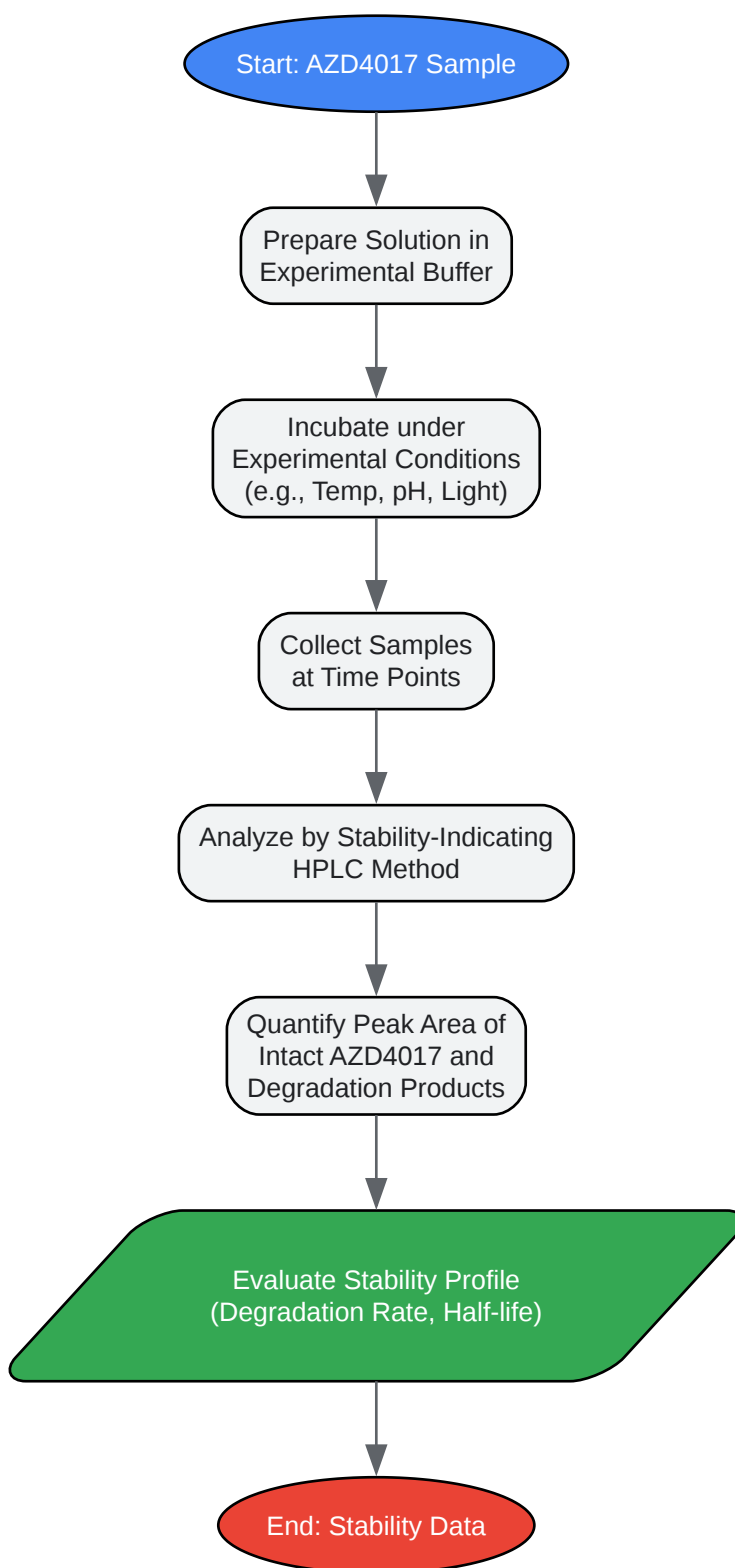 Start: AZD4017 Sample
Prepare Solution in
Experimental Buffer
Incubate under
Experimental Conditions
(e.g., Temp, pH, Light)
Collect Samples
at Time Points
Analyze by Stability-Indicating
HPLC Method
Quantify Peak Area of
Intact AZD4017 and
Degradation Products
Evaluate Stability Profile
(Degradation Rate, Half-life)
End: Stability Data